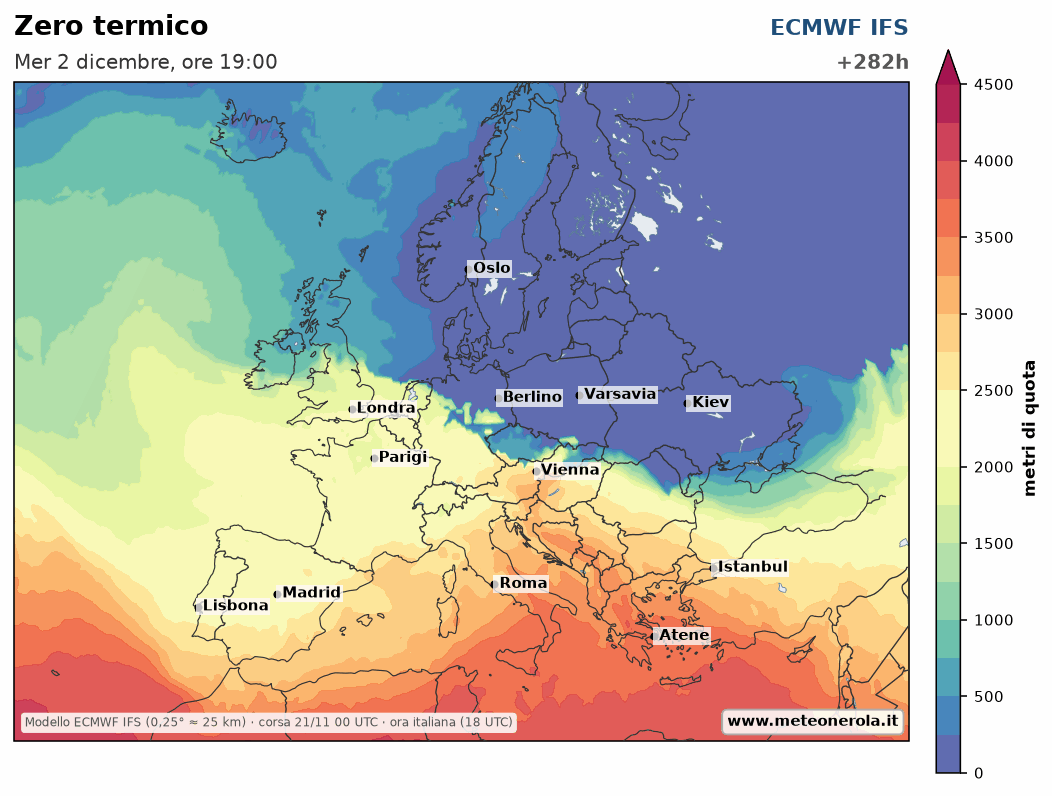 Zero termico
ECMWF IFS
Mer 2 dicembre, ore 19:00
+282h
4500
4000
3500
3000
2500
2000
1500
1000
500
0
metri di quota
Oslo
Berlino
Varsavia
Kiev
Londra
Parigi
Vienna
Istanbul
Roma
Madrid
Lisbona
Atene
Modello ECMWF IFS (0,25° ≈ 25 km) · corsa 21/11 00 UTC · ora italiana (18 UTC)
www.meteonerola.it